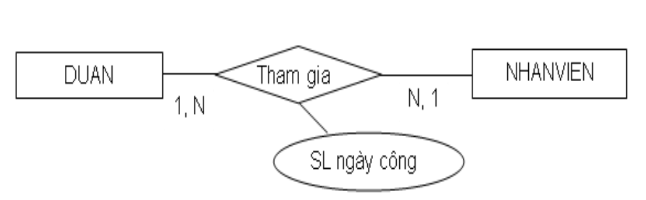 DUAN
Tham gia
NHANVIEN
1, N
N, 1
SL ngày công